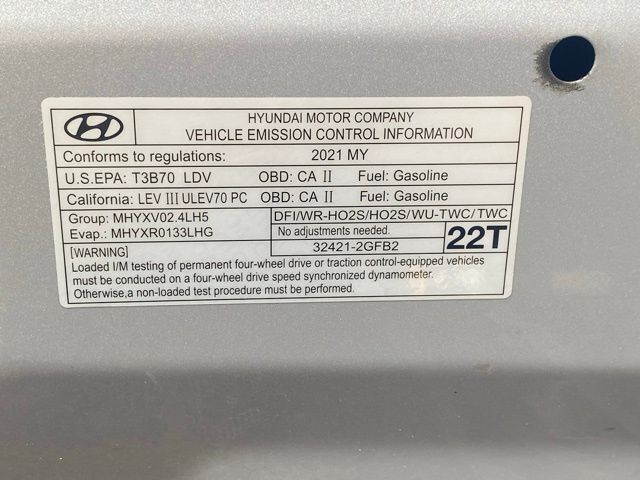 HYUNDAI MOTOR COMPANY
VEHICLE EMISSION CONTROL INFORMATION
Conforms to regulations: 2021 MY
U.S.EPA: T3B70 LDV OBD: CA II Fuel: Gasoline
California: LEV III ULEV70 PC OBD: CA II Fuel: Gasoline
Group: MHYXV02.4LH5 DFI/WR-HO2S/HO2S/WU-TWC/TWC
Evap.: MHYXR0133LHG No adjustments needed. 22T
32421-2GFB2
[WARNING]
Loaded I/M testing of permanent four-wheel drive or traction control-equipped vehicles
must be conducted on a four-wheel drive speed synchronized dynamometer.
Otherwise,a non-loaded test procedure must be performed.